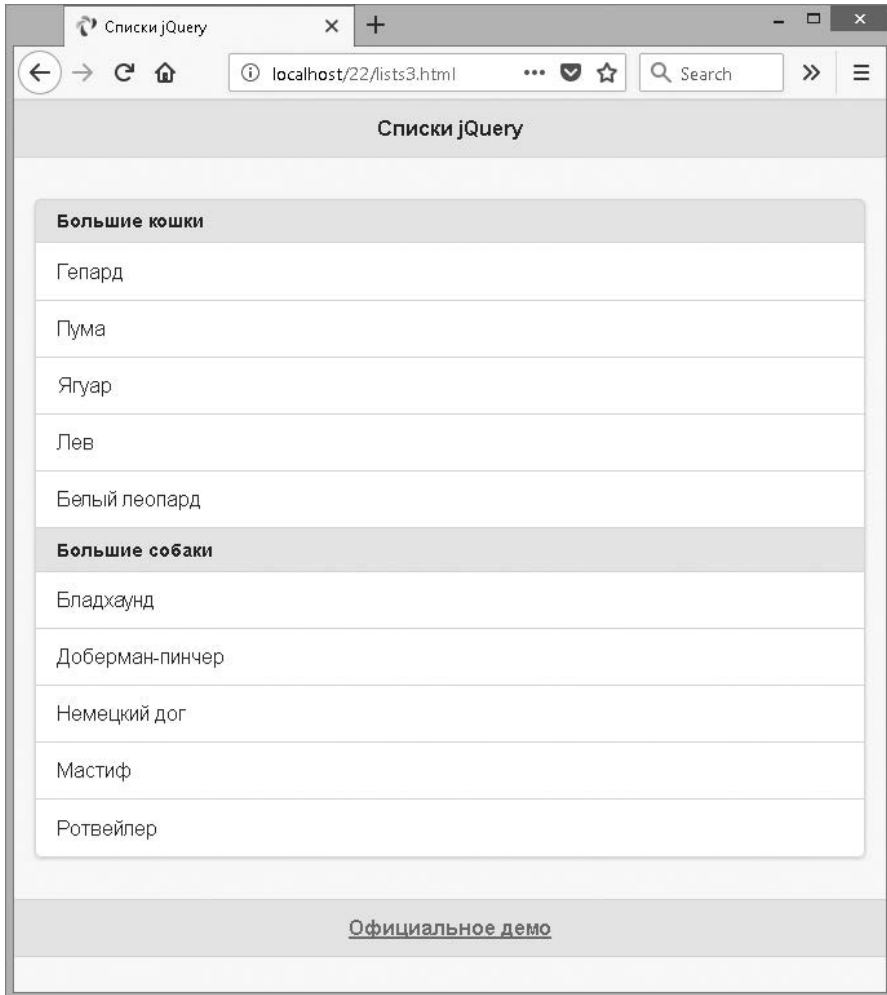 Списки jQuery
localhost/22/lists3.html
Search
Списки jQuery
Большие кошки
Гепард
Пума
Ягуар
Лев
Белый леопард
Большие собаки
Бладхаунд
Доберман-пинчер
Немецкий дог
Мастиф
Ротвейлер
Официальное демо